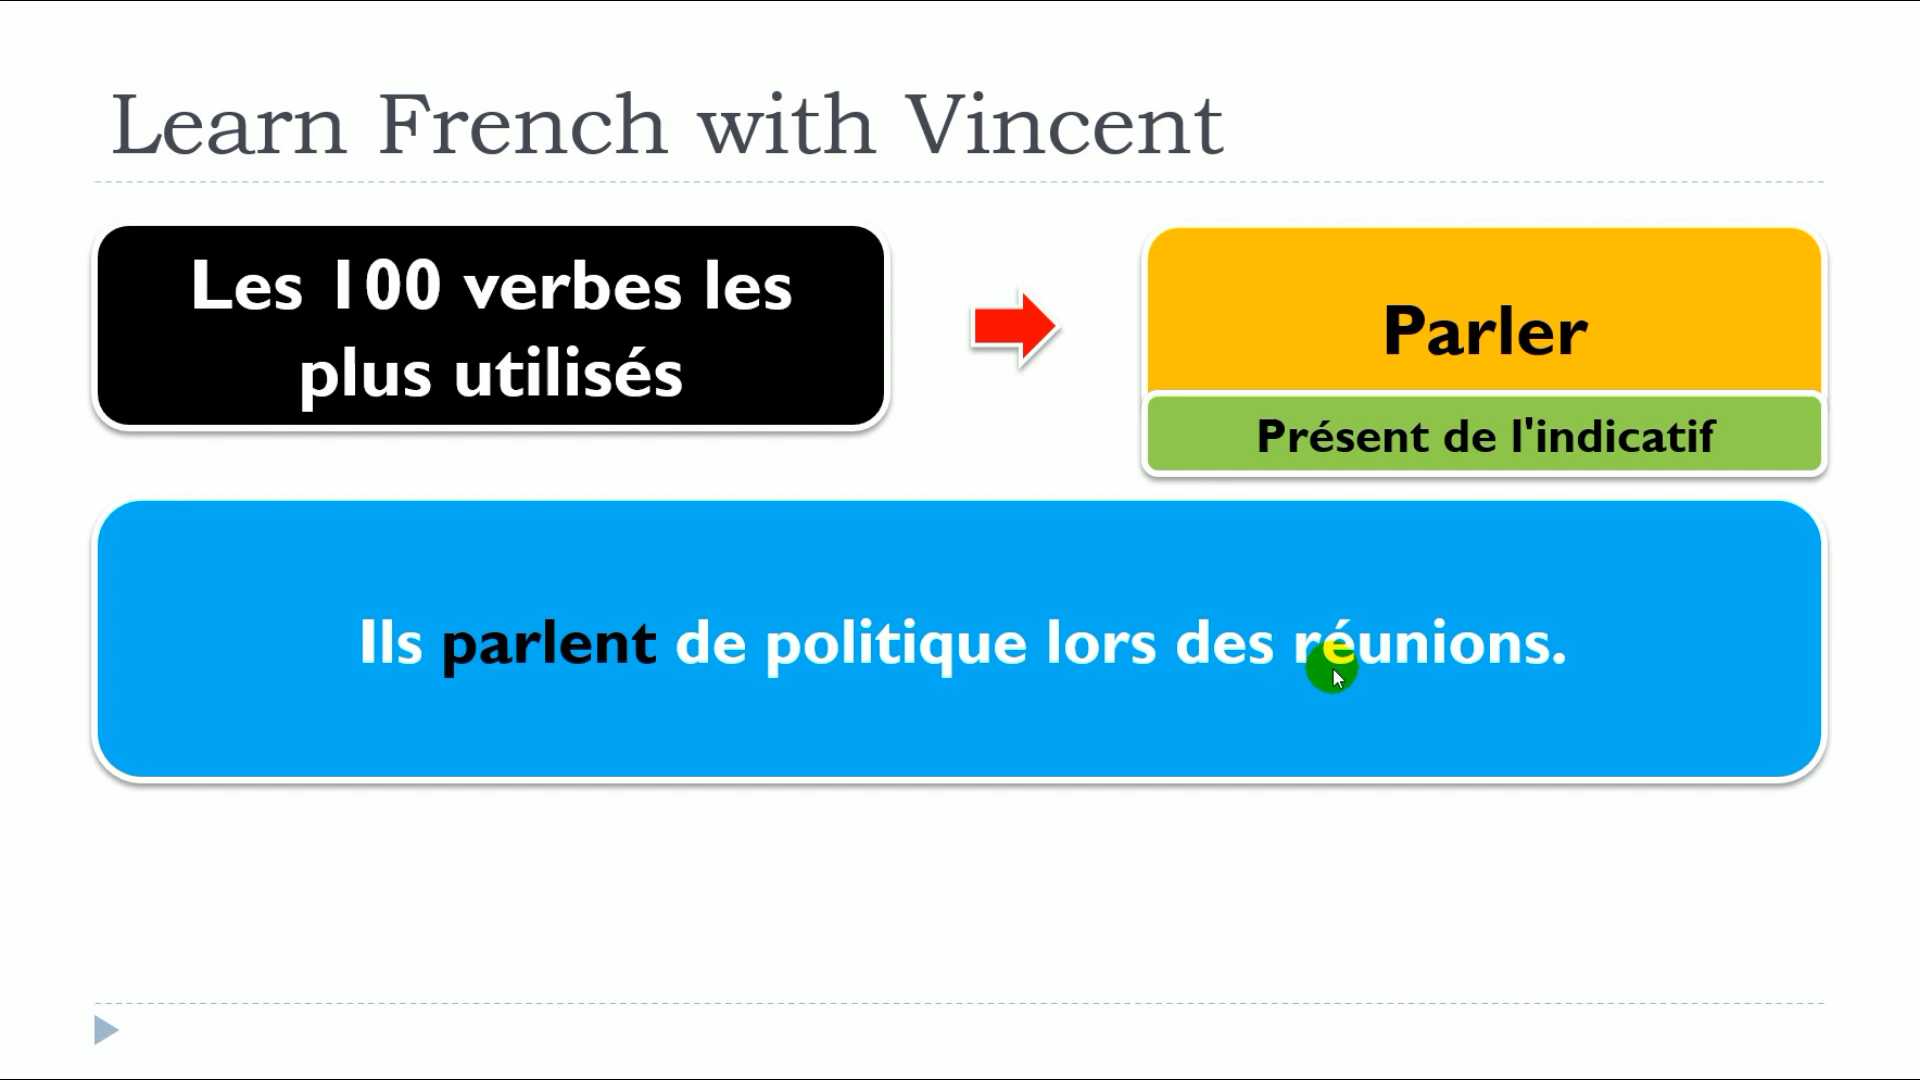 Learn French with Vincent
Les 100 verbes les
plus utilisés
Parler
Présent de l'indicatif
Ils parlent de politique lors des réunions.